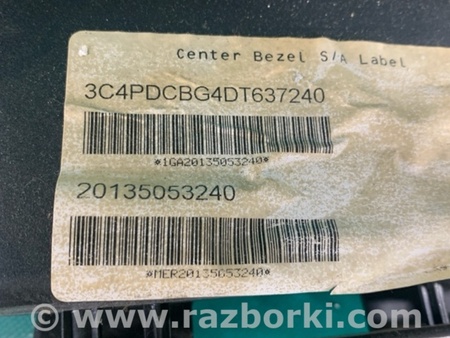 Center Bezel S/A Label
3C4PDCBG4DT637240
*1GA20135053240*
20135053240
*MER20135053240*
www.razborki.com